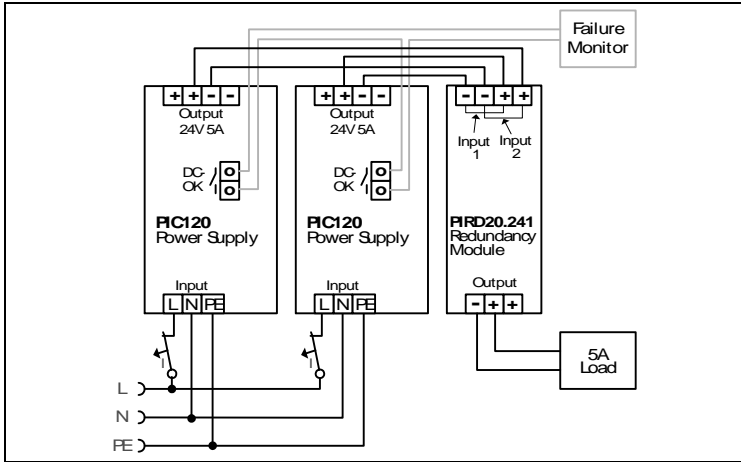 Failure
Monitor
+ + - -
Output
24V 5A
DC-
OK
PIC120
Power Supply
Input
L N PE
+ + - -
Output
24V 5A
DC-
OK
PIC120
Power Supply
Input
L N PE
- - + +
Input
1
Input
2
PIRD20.241
Redundancy
Module
Output
- + +
I
I
5A
Load
L
N
PE